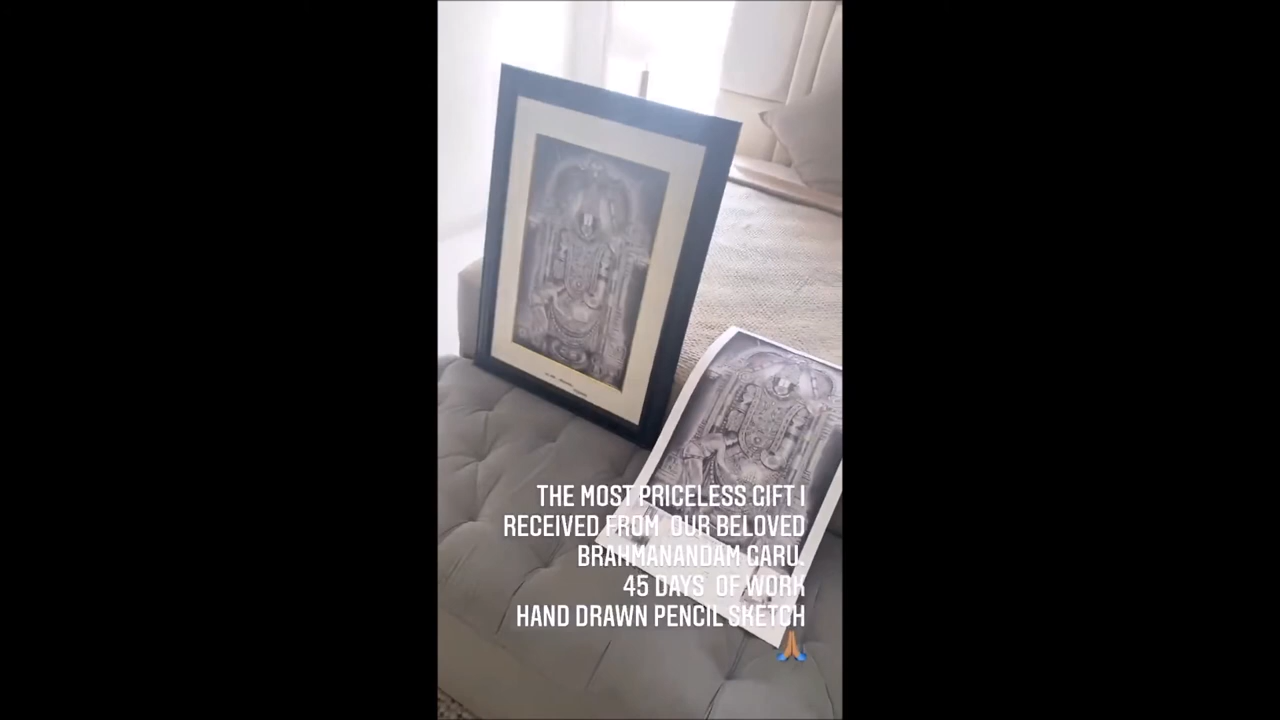 THE MOST PRICELESS GIFT I
RECEIVED FROM OUR BELOVED
BRAHMANANDAM GARU.
45 DAYS OF WORK
HAND DRAWN PENCIL SKETCH
🙏🏾